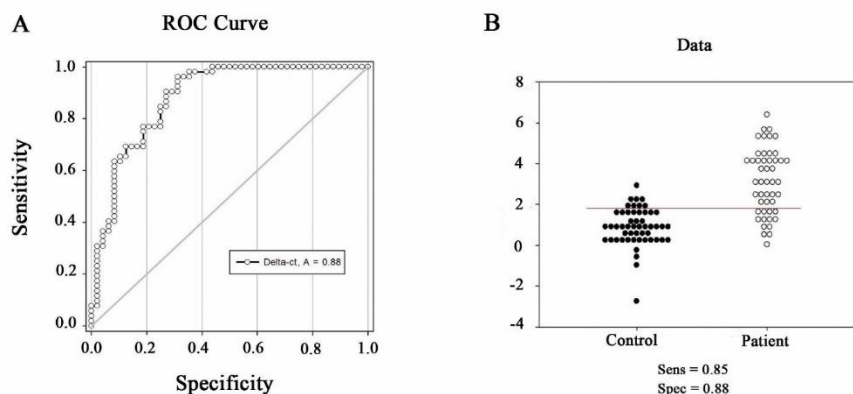 A
ROC Curve
Sensitivity
1.0
0.8
0.6
0.4
0.2
0.0
Delta-ct, A = 0.88
0.0 0.2 0.4 0.6 0.8 1.0
Specificity
B
Data
8
6
4
2
0
-2
-4
Control Patient
Sens = 0.85
Spec = 0.88